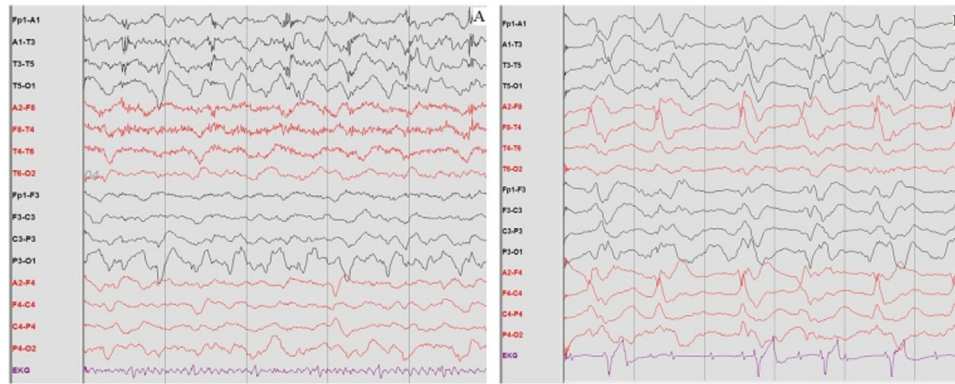 A
Fp1-A1
A1-T3
T3-T5
T5-O1
A2-F8
F8-T4
T4-T6
T6-O2
Fp1-F3
F3-C3
C3-P3
P3-O1
A2-F4
F4-C4
C4-P4
P4-O2
EKG
Fp1-A1
A1-T3
T3-T5
T5-O1
A2-F8
F8-T4
T4-T6
T6-O2
Fp1-F3
F3-C3
C3-P3
P3-O1
A2-F4
F4-C4
C4-P4
P4-O2
EKG